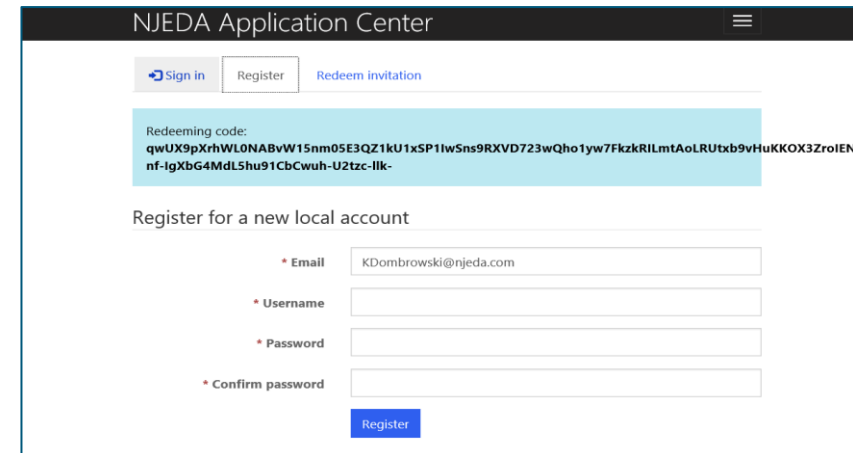 NJEDA Application Center
Sign in Register Redeem invitation
Redeeming code:
qwUX9pXrhWL0NABvW15nm05E3QZ1kU1xSP1IwSns9RXVD723wQho1yw7FkzkRILmtAoLRUtxb9vHuKKOX3ZroIEN
nf-IgXbG4MdL5hu91CbCwuh-U2tzc-llk-
Register for a new local account
* Email KDombrowski@njeda.com
* Username
* Password
* Confirm password
Register